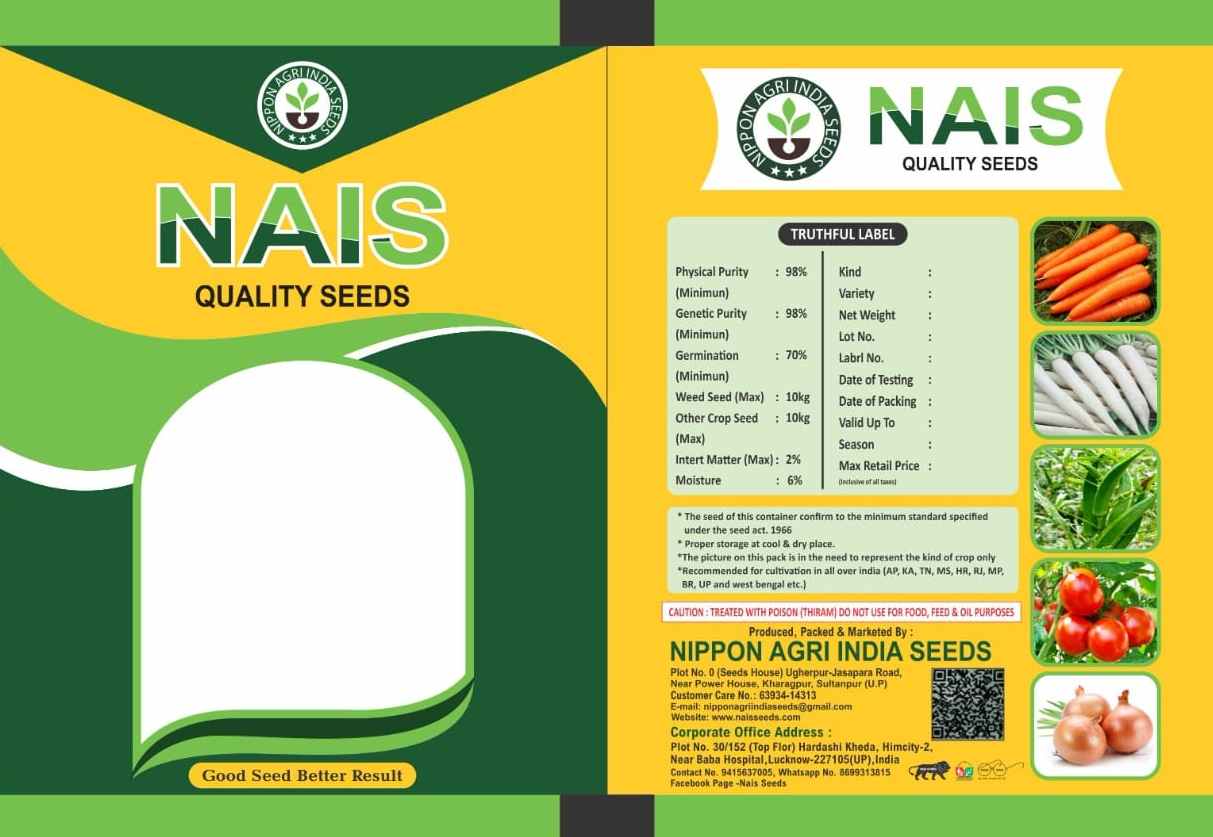 NIPPON AGRI INDIA SEEDS
NAIS
QUALITY SEEDS
Good Seed Better Result
NIPPON AGRI INDIA SEEDS
NAIS
QUALITY SEEDS
TRUTHFUL LABEL
Physical Purity : 98%
(Minimun)
Genetic Purity : 98%
(Minimun)
Germination : 70%
(Minimun)
Weed Seed (Max) : 10kg
Other Crop Seed : 10kg
(Max)
Intert Matter (Max) : 2%
Moisture : 6%
Kind :
Variety :
Net Weight :
Lot No. :
Labrl No. :
Date of Testing :
Date of Packing :
Valid Up To :
Season :
Max Retail Price :
(Inclusive of all taxes)
* The seed of this container confirm to the minimum standard specified
under the seed act. 1966
* Proper storage at cool & dry place.
*The picture on this pack is in the need to represent the kind of crop only
*Recommended for cultivation in all over india (AP, KA, TN, MS, HR, RJ, MP,
BR, UP and west bengal etc.)
CAUTION : TREATED WITH POISON (THIRAM) DO NOT USE FOR FOOD, FEED & OIL PURPOSES
Produced, Packed & Marketed By :
NIPPON AGRI INDIA SEEDS
Plot No. 0 (Seeds House) Ugherpur-Jasapara Road,
Near Power House, Kharagpur, Sultanpur (U.P)
Customer Care No.: 63934-14313
E-mail: nipponagriindiaseeds@gmail.com
Website: www.naisseeds.com
Corporate Office Address :
Plot No. 30/152 (Top Flor) Hardashi Kheda, Himcity-2,
Near Baba Hospital,Lucknow-227105(UP),India
Contact No. 9415637005, Whatsapp No. 8699313815
Facebook Page -Nais Seeds